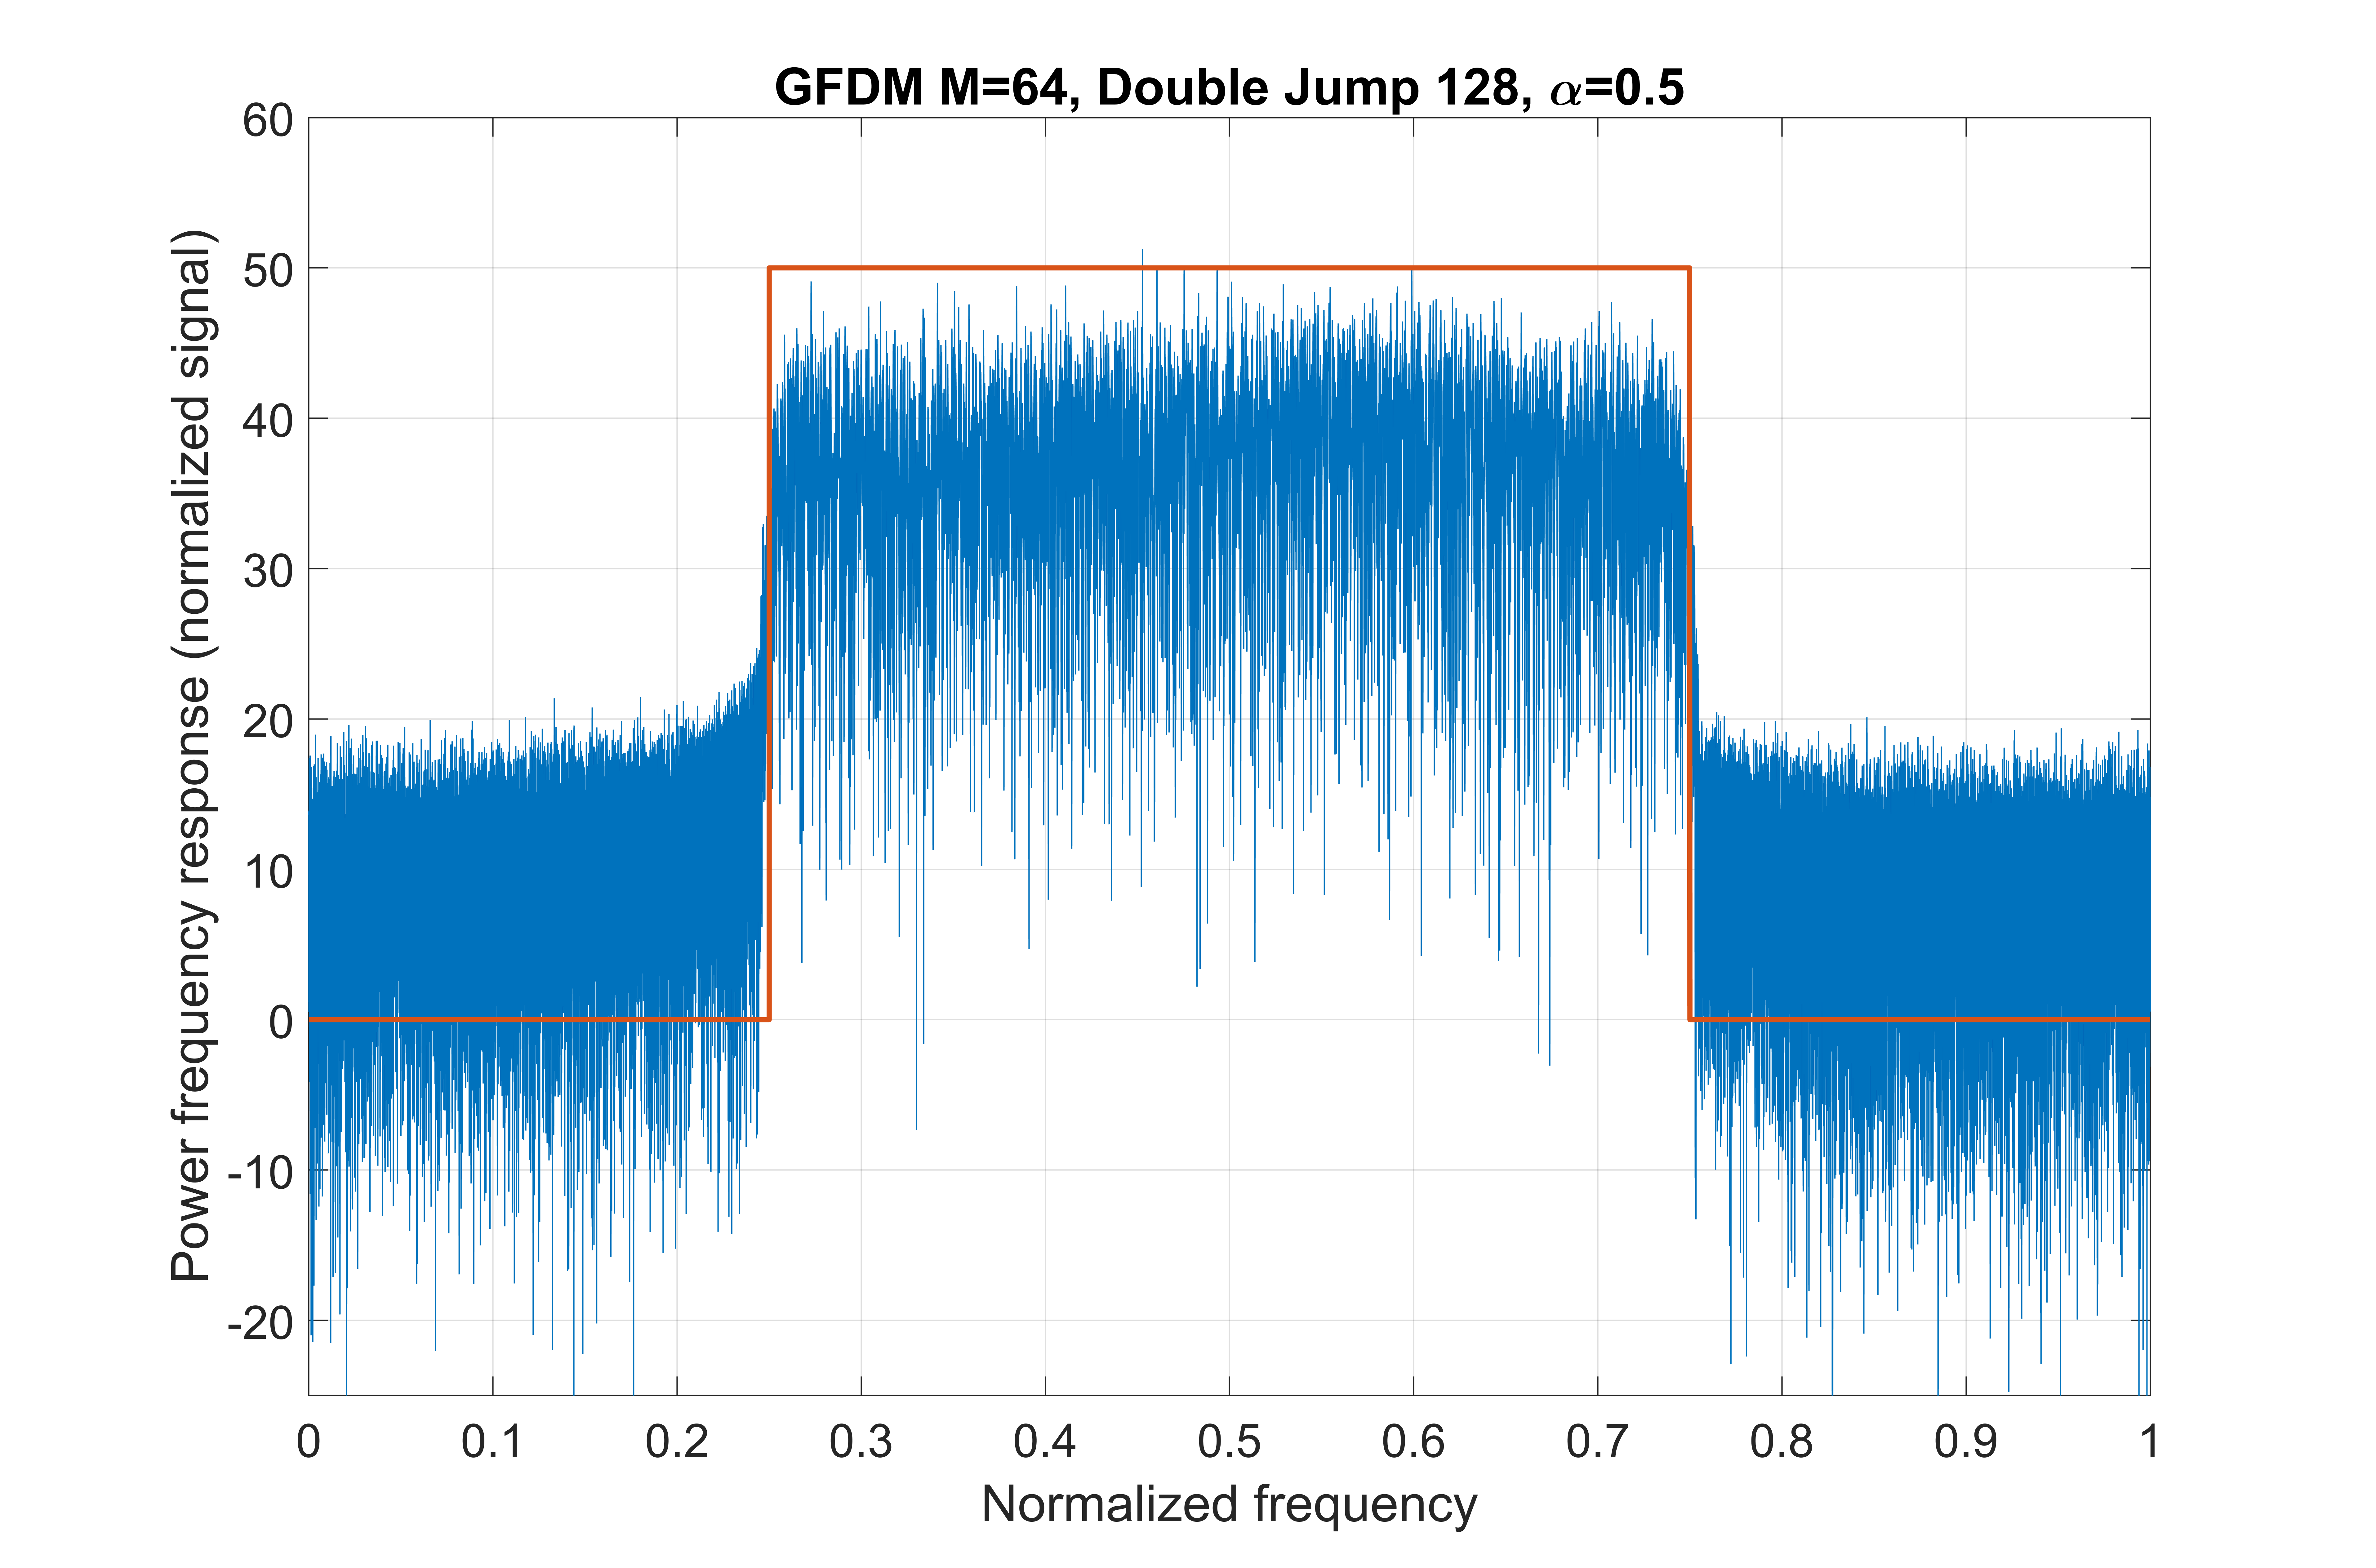 GFDM M=64, Double Jump 128, α=0.5
Power frequency response (normalized signal)
60
50
40
30
20
10
0
-10
-20
0 0.1 0.2 0.3 0.4 0.5 0.6 0.7 0.8 0.9 1
Normalized frequency